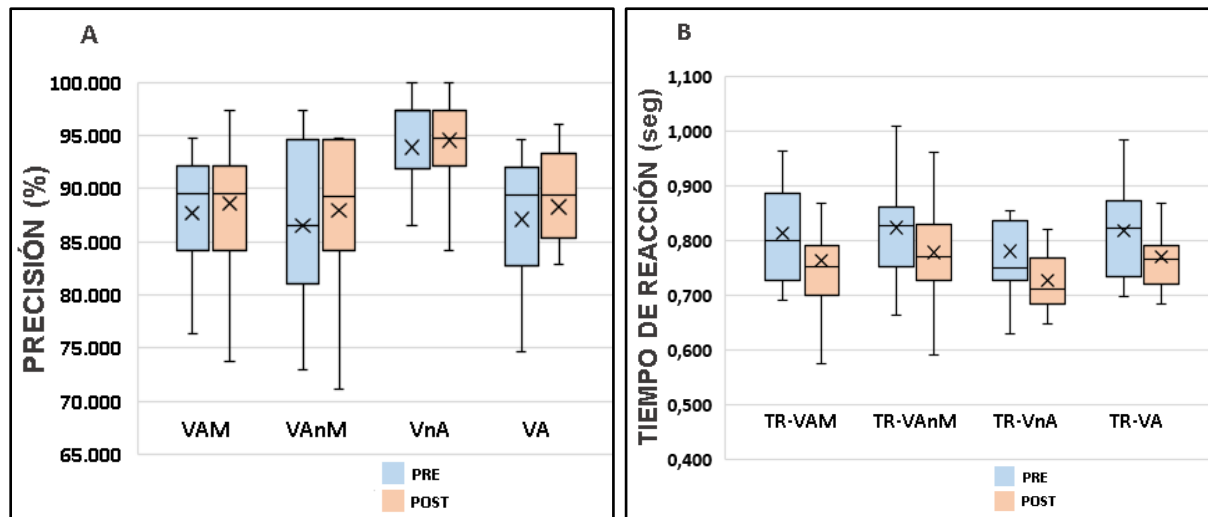 A
PRECISIÓN (%)
100.000
95.000
90.000
85.000
80.000
75.000
70.000
65.000
VAM VAnM VnA VA
PRE
POST
B
TIEMPO DE REACCIÓN (seg)
1,100
1,000
0,900
0,800
0,700
0,600
0,500
0,400
TR-VAM TR-VAnM TR-VnA TR-VA
PRE
POST